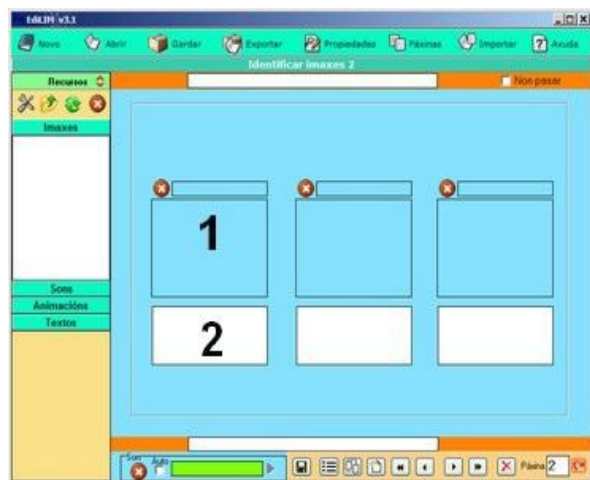 EdiLIM v3.1
Novo Abrir Gardar Exportar Propiedades Páxinas Importar Axuda
Identificar imaxes 2
Recursos Non pasar
Imaxes
1
Sons
Animacións
Textos
2
Son Auto Páxina 2